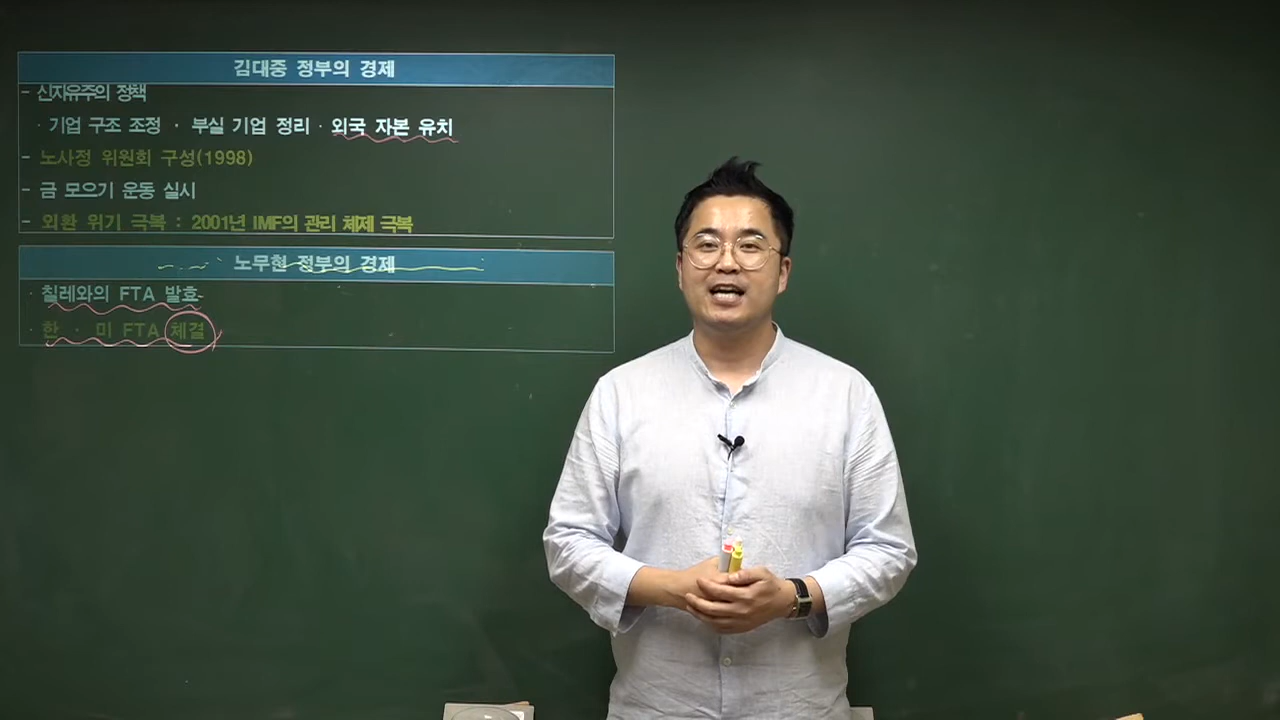 김대중 정부의 경제
- 신자유주의 정책
· 기업 구조 조정 · 부실 기업 정리 · 외국 자본 유치
- 노사정 위원회 구성(1998)
- 금 모으기 운동 실시
- 외환 위기 극복 : 2001년 IMF의 관리 체제 극복
노무현 정부의 경제
· 칠레와의 FTA 발효
· 한 · 미 FTA 체결